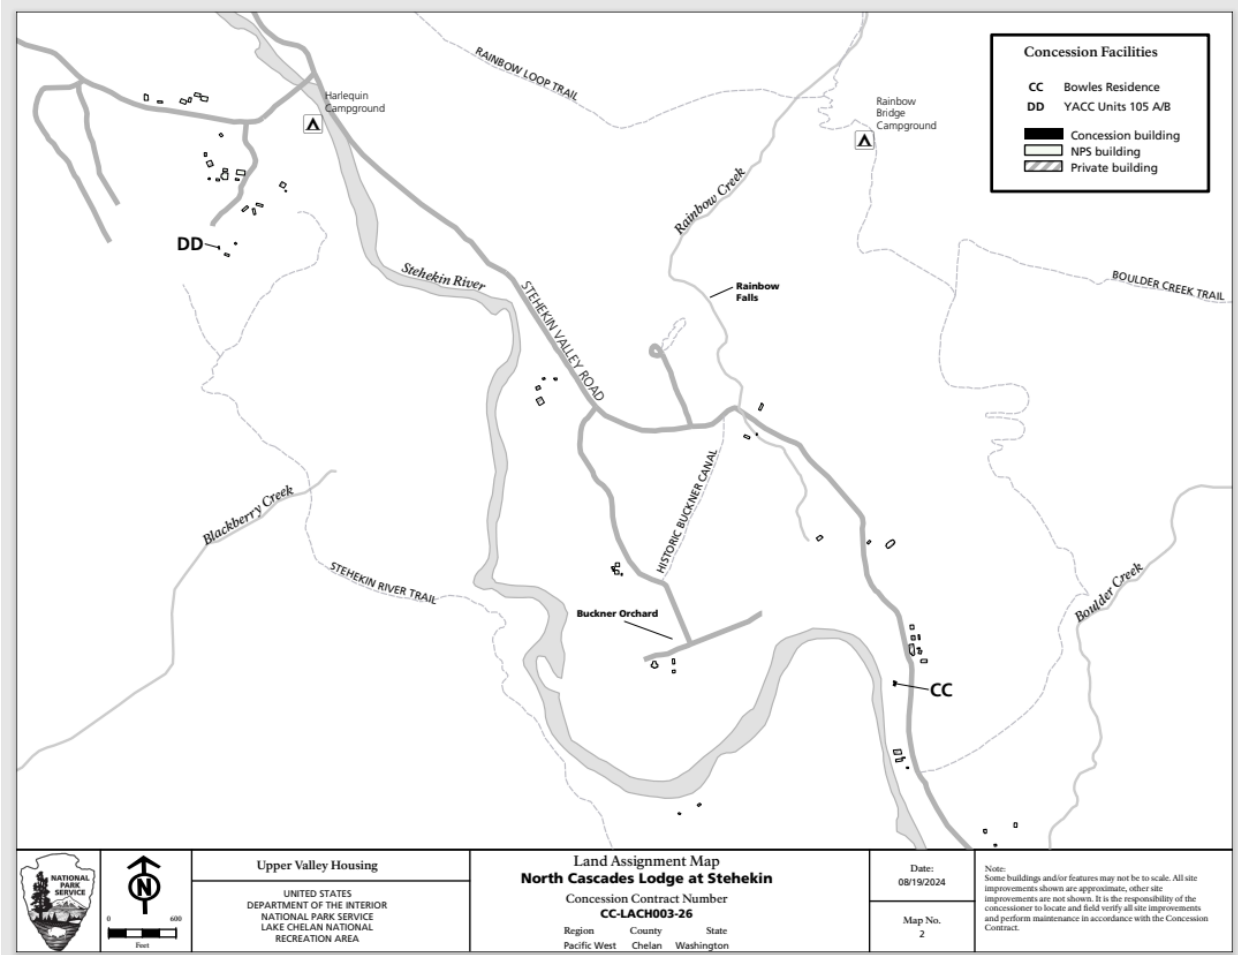 RAINBOW LOOP TRAIL
Harlequin
Campground
Rainbow
Bridge
Campground
Concession Facilities
CC Bowles Residence
DD YACC Units 105 A/B
Concession building
NPS building
Private building
Rainbow Creek
DD
Stehekin River
STEHEKIN VALLEY ROAD
Rainbow
Falls
BOULDER CREEK TRAIL
HISTORIC BUCKNER CANAL
Blackberry Creek
STEHEKIN RIVER TRAIL
Buckner Orchard
Boulder Creek
CC
NATIONAL
PARK
SERVICE
N
0 600
Feet
Upper Valley Housing
UNITED STATES
DEPARTMENT OF THE INTERIOR
NATIONAL PARK SERVICE
LAKE CHELAN NATIONAL
RECREATION AREA
Land Assignment Map
North Cascades Lodge at Stehekin
Concession Contract Number
CC-LACH003-26
Region County State
Pacific West Chelan Washington
Date:
08/19/2024
Map No.
2
Note:
Some buildings and/or features may not be to scale. All site
improvements shown are approximate, other site
improvements are not shown. It is the responsibility of the
concessioner to locate and field verify all site improvements
and perform maintenance in accordance with the Concession
Contract.